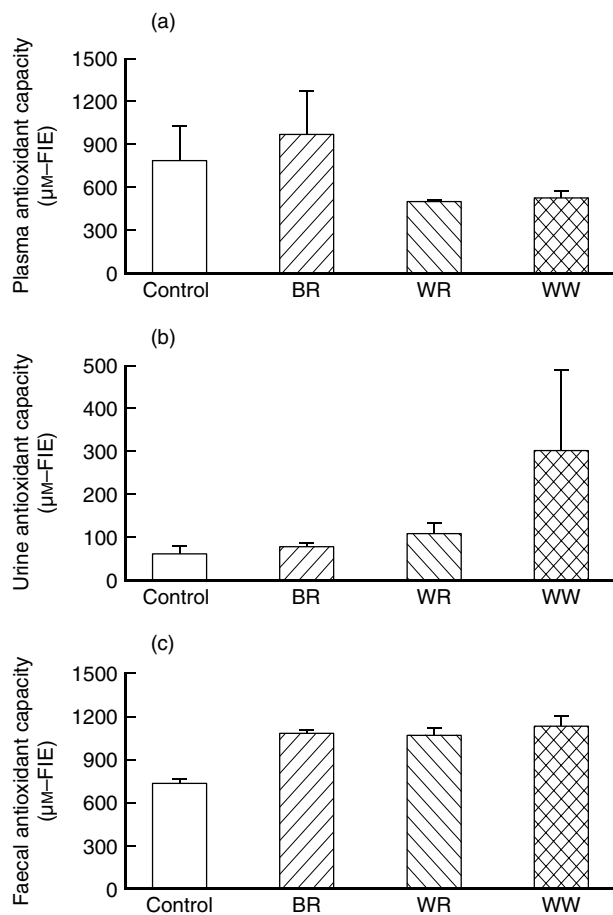 (a)
Plasma antioxidant capacity
(µM–FIE)
1500
1200
900
600
300
0
Control BR WR WW
(b)
Urine antioxidant capacity
(µM–FIE)
500
400
300
200
100
0
Control BR WR WW
(c)
Faecal antioxidant capacity
(µM–FIE)
1500
1200
900
600
300
0
Control BR WR WW